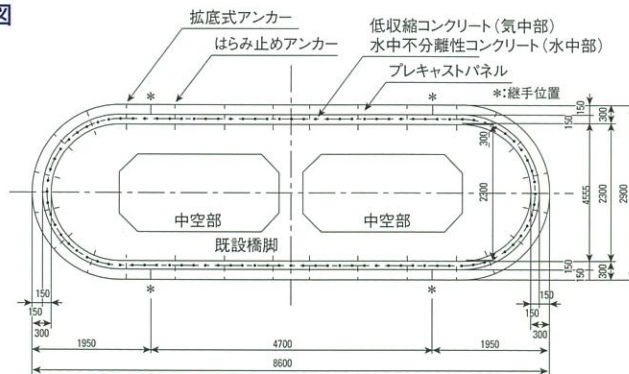 図
拡底式アンカー
はらみ止めアンカー
低収縮コンクリート(気中部)
水中不分離性コンクリート(水中部)
プレキャストパネル
*:継手位置
*
*
150
300
150
300
2300
4555
2300
2900
中空部
中空部
既設橋脚
150
300
*
*
150
150
300
150
150
300
1950
4700
1950
8600